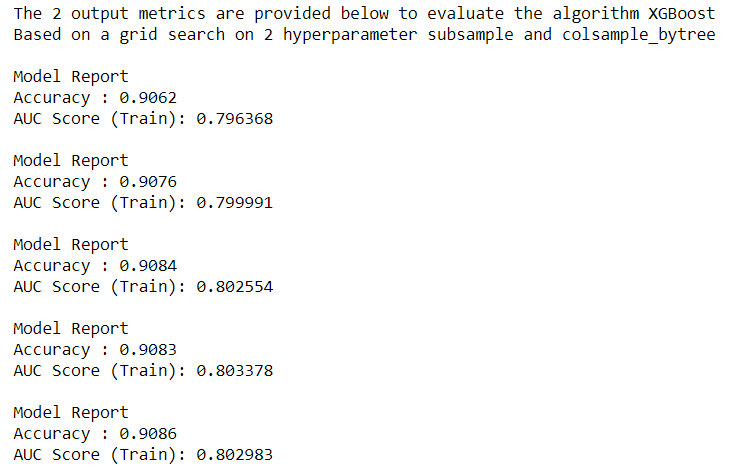 The 2 output metrics are provided below to evaluate the algorithm XGBoost
Based on a grid search on 2 hyperparameter subsample and colsample_bytree
Model Report
Accuracy : 0.9062
AUC Score (Train): 0.796368
Model Report
Accuracy : 0.9076
AUC Score (Train): 0.799991
Model Report
Accuracy : 0.9084
AUC Score (Train): 0.802554
Model Report
Accuracy : 0.9083
AUC Score (Train): 0.803378
Model Report
Accuracy : 0.9086
AUC Score (Train): 0.802983